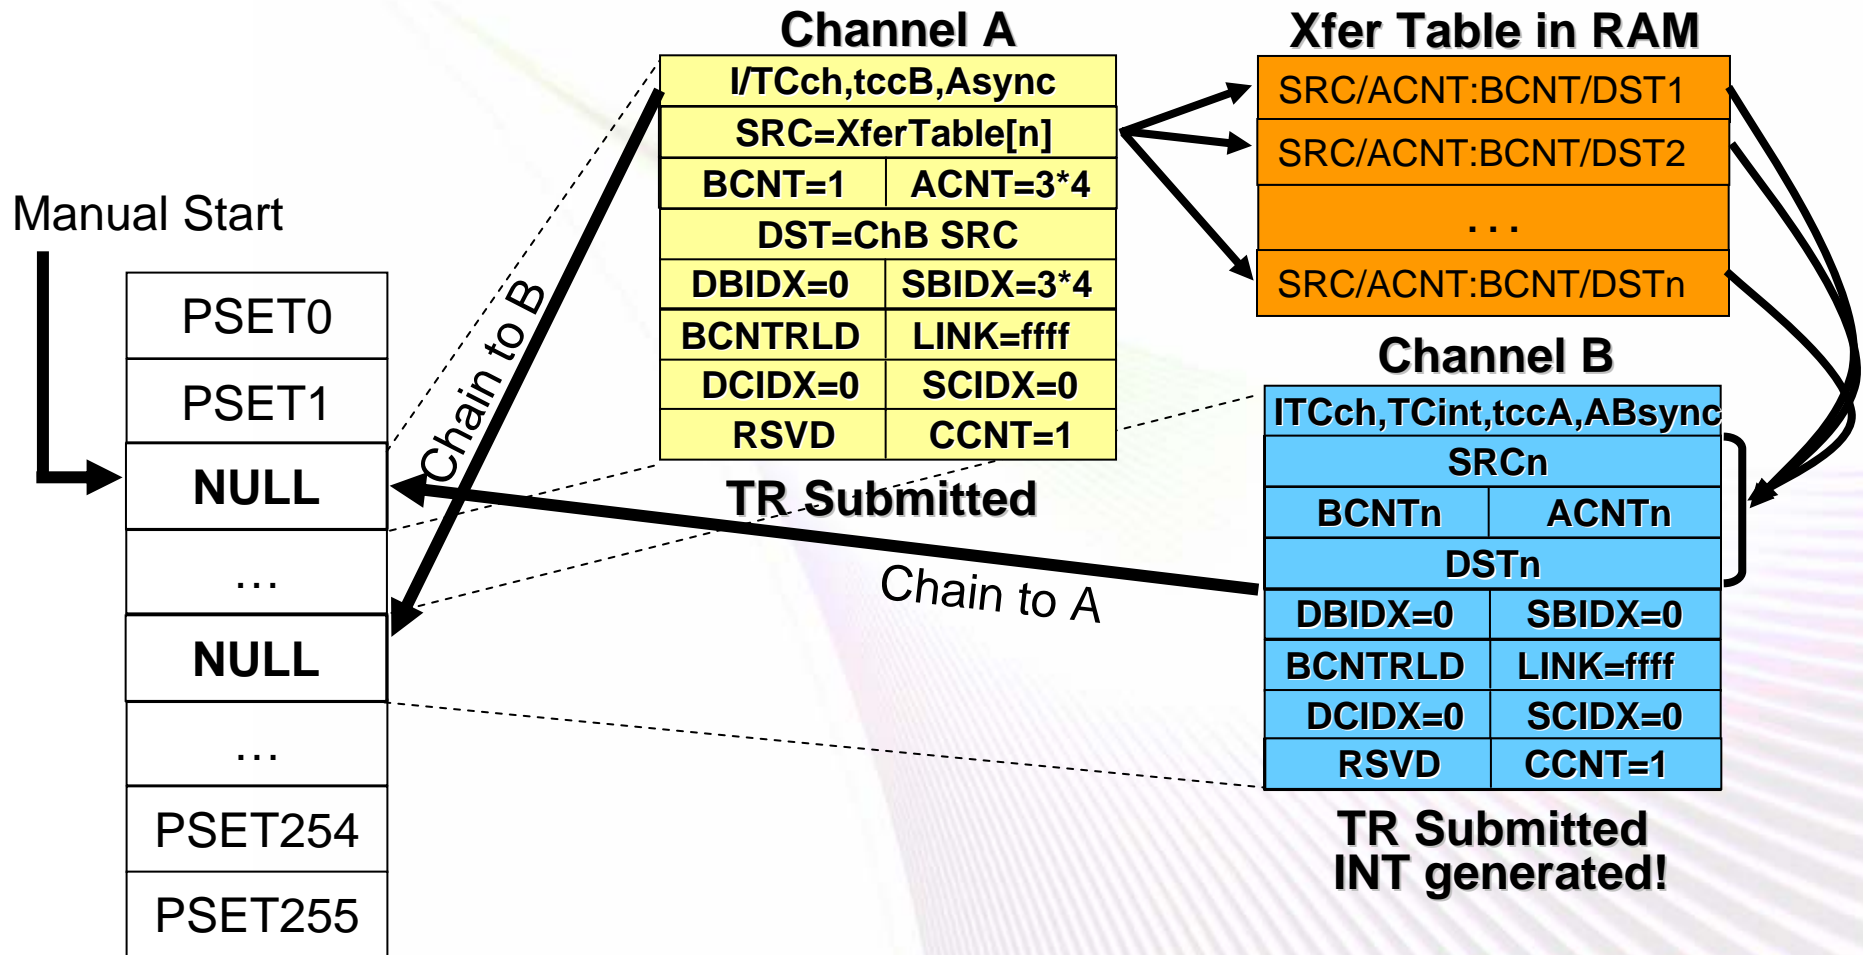 Manual Start
PSET0
PSET1
NULL
...
NULL
...
PSET254
PSET255
Chain to B
Channel A
I/TCch,tccB,Async
SRC=XferTable[n]
BCNT=1 ACNT=3*4
DST=ChB SRC
DBIDX=0 SBIDX=3*4
BCNTRLD LINK=ffff
DCIDX=0 SCIDX=0
RSVD CCNT=1
TR Submitted
Chain to A
Xfer Table in RAM
SRC/ACNT:BCNT/DST1
SRC/ACNT:BCNT/DST2
...
SRC/ACNT:BCNT/DSTn
Channel B
ITCch,TCint,tccA,ABsync
SRCn
BCNTn ACNTn
DSTn
DBIDX=0 SBIDX=0
BCNTRLD LINK=ffff
DCIDX=0 SCIDX=0
RSVD CCNT=1
TR Submitted
INT generated!